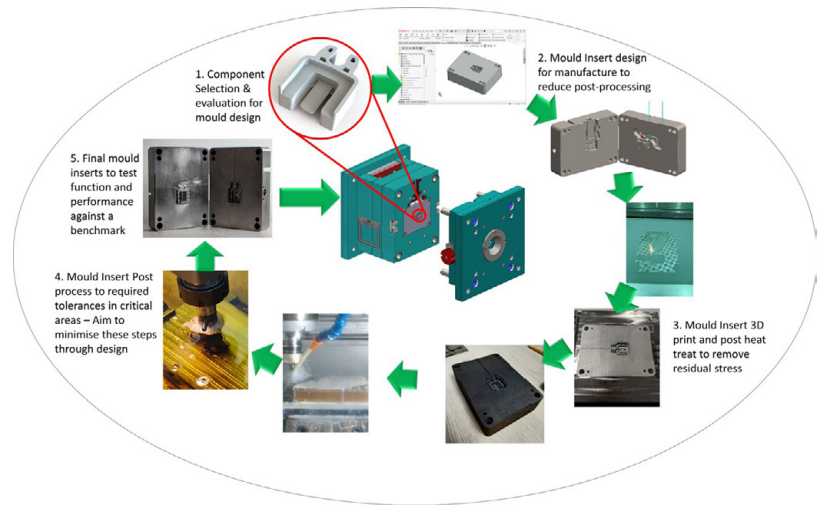 1. Component
Selection &
evaluation for
mould design
2. Mould Insert design
for manufacture to
reduce post-processing
3. Mould Insert 3D
print and post heat
treat to remove
residual stress
4. Mould Insert Post
process to required
tolerances in critical
areas – Aim to
minimise these steps
through design
5. Final mould
inserts to test
function and
performance
against a
benchmark